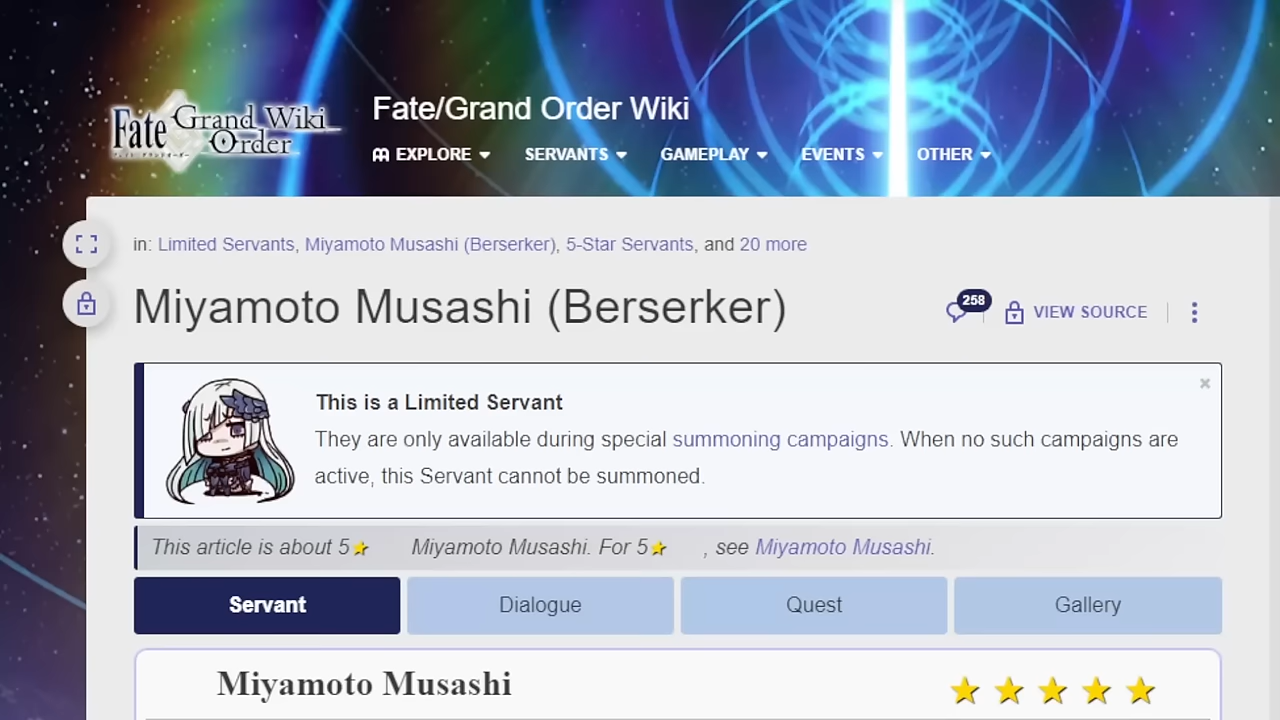 Fate Grand Wiki
Order
Fate/Grand Order Wiki
EXPLORE SERVANTS GAMEPLAY EVENTS OTHER
in: Limited Servants, Miyamoto Musashi (Berserker), 5-Star Servants, and 20 more
Miyamoto Musashi (Berserker)
258
VIEW SOURCE
This is a Limited Servant
They are only available during special summoning campaigns. When no such campaigns are
active, this Servant cannot be summoned.
This article is about 5★ Miyamoto Musashi. For 5★ , see Miyamoto Musashi.
Servant Dialogue Quest Gallery
Miyamoto Musashi